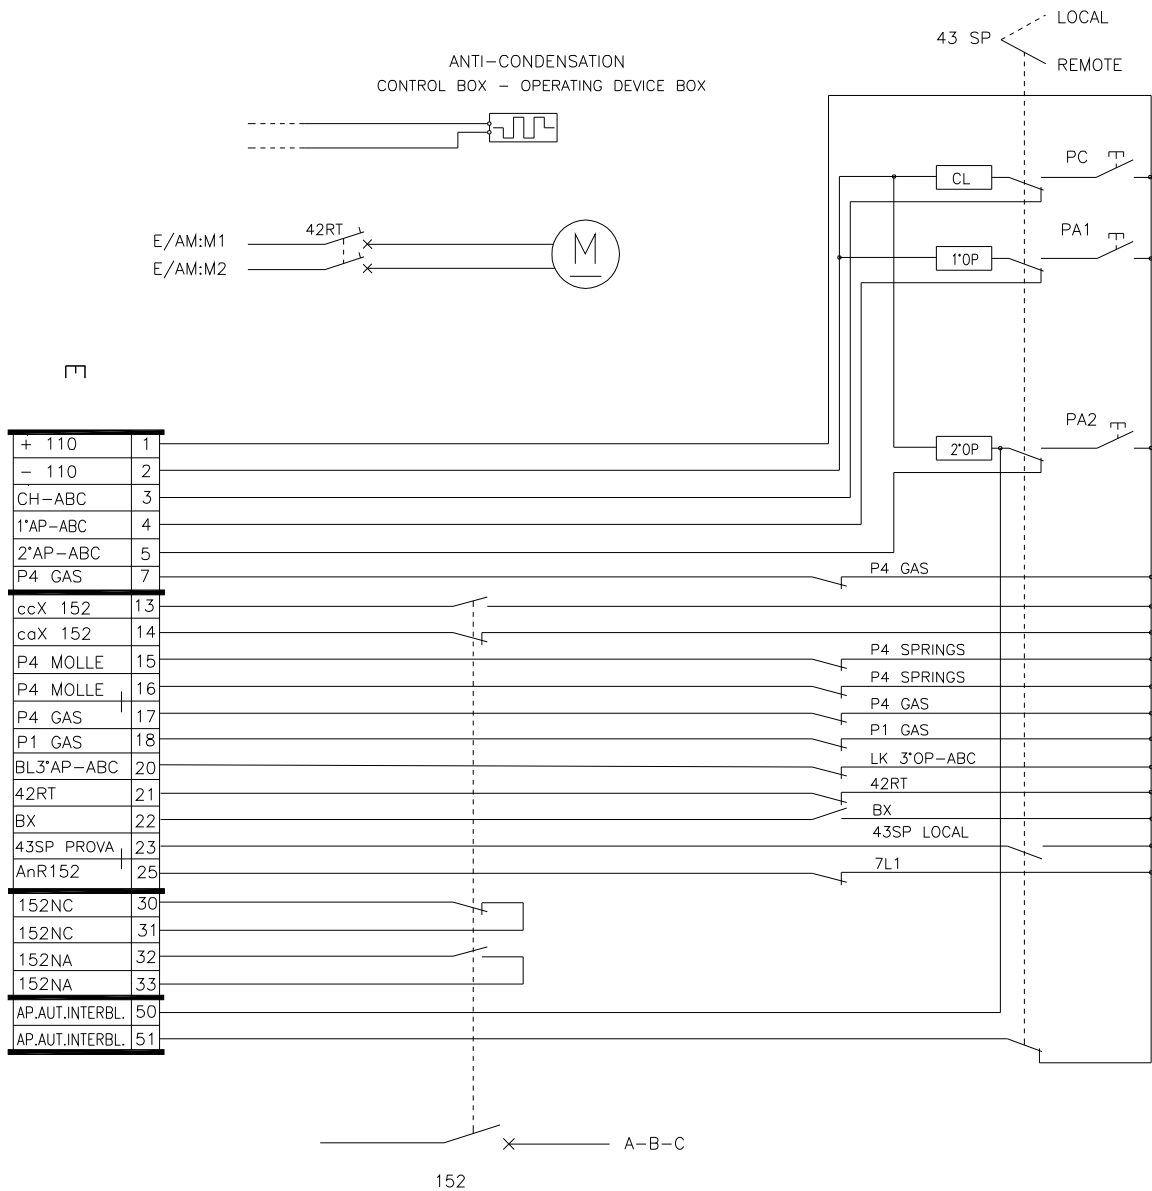 LOCAL
43 SP
REMOTE
ANTI-CONDENSATION
CONTROL BOX - OPERATING DEVICE BOX
PC
CL
PA1
1°OP
E/AM:M1
42RT
E/AM:M2
M
E
PA2
2°OP
+ 110 1
- 110 2
CH-ABC 3
1°AP-ABC 4
2°AP-ABC 5
P4 GAS 7 P4 GAS
ccX 152 13
caX 152 14
P4 MOLLE 15 P4 SPRINGS
P4 MOLLE 16 P4 SPRINGS
P4 GAS 17 P4 GAS
P1 GAS 18 P1 GAS
BL3°AP-ABC 20 LK 3°OP-ABC
42RT 21 42RT
BX 22 BX
43SP PROVA 23 43SP LOCAL
AnR152 25 7L1
152NC 30
152NC 31
152NA 32
152NA 33
AP.AUT.INTERBL. 50
AP.AUT.INTERBL. 51
A-B-C
152